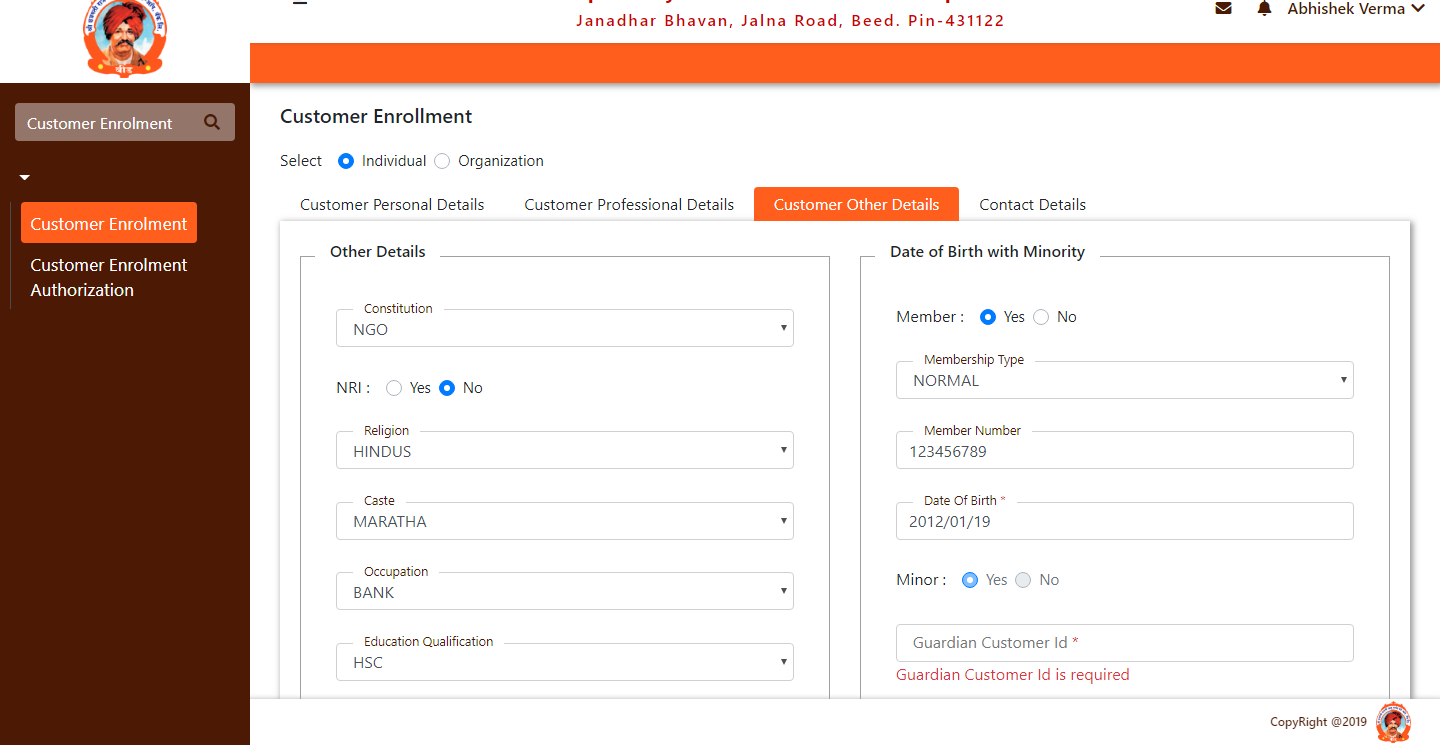 Janadhar Bhavan, Jalna Road, Beed. Pin-431122
Abhishek Verma
बीड
Customer Enrolment
Customer Enrolment
Customer Enrolment
Authorization
Customer Enrollment
Select Individual Organization
Customer Personal Details Customer Professional Details Customer Other Details Contact Details
Other Details
Constitution
NGO
NRI : Yes No
Religion
HINDUS
Caste
MARATHA
Occupation
BANK
Education Qualification
HSC
Date of Birth with Minority
Member : Yes No
Membership Type
NORMAL
Member Number
123456789
Date Of Birth *
2012/01/19
Minor : Yes No
Guardian Customer Id *
Guardian Customer Id is required
CopyRight @2019